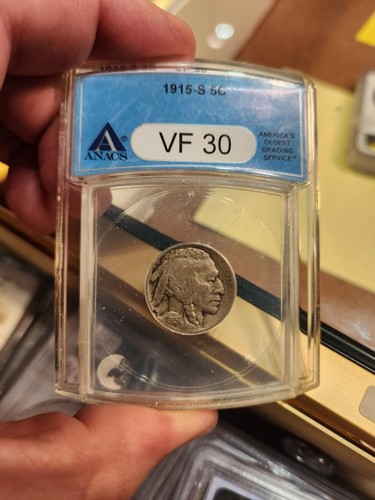 1915-S 5C
ANACS
VF 30
AMERICA'S
OLDEST
GRADING
SERVICE™